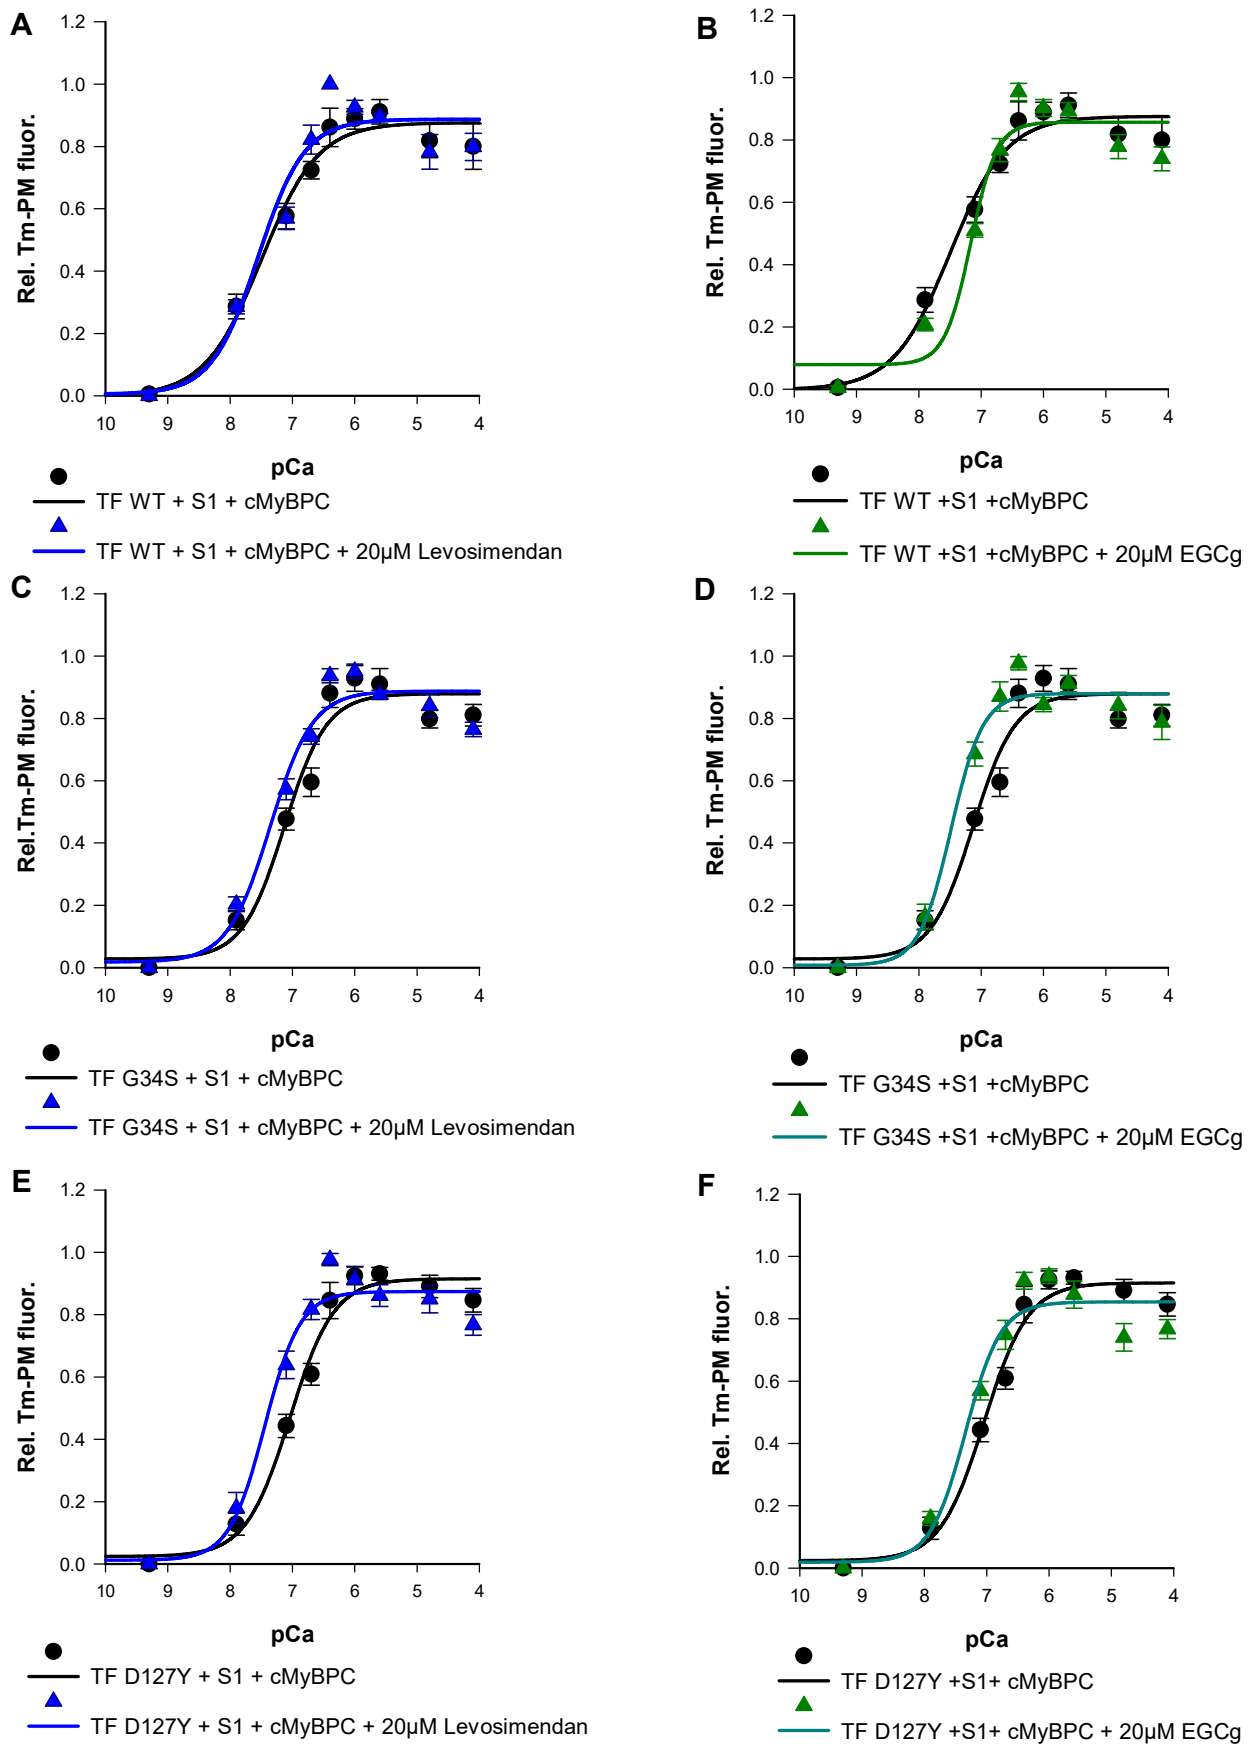 A
1.2
1.0
0.8
0.6
0.4
0.2
0.0
Rel. Tm-PM fluor.
10 9 8 7 6 5 4
pCa
TF WT + S1 + cMyBPC
TF WT + S1 + cMyBPC + 20µM Levosimendan
B
1.2
1.0
0.8
0.6
0.4
0.2
0.0
Rel. Tm-PM fluor.
10 9 8 7 6 5 4
pCa
TF WT +S1 +cMyBPC
TF WT +S1 +cMyBPC + 20µM EGCg
C
1.2
1.0
0.8
0.6
0.4
0.2
0.0
Rel.Tm-PM fluor.
10 9 8 7 6 5 4
pCa
TF G34S + S1 + cMyBPC
TF G34S + S1 + cMyBPC + 20µM Levosimendan
D
1.2
1.0
0.8
0.6
0.4
0.2
0.0
Rel. Tm-PM fluor.
10 9 8 7 6 5 4
pCa
TF G34S +S1 +cMyBPC
TF G34S +S1 +cMyBPC + 20µM EGCg
E
1.2
1.0
0.8
0.6
0.4
0.2
0.0
Rel. Tm-PM fluor.
10 9 8 7 6 5 4
pCa
TF D127Y + S1 + cMyBPC
TF D127Y + S1 + cMyBPC + 20µM Levosimendan
F
1.2
1.0
0.8
0.6
0.4
0.2
0.0
Rel. Tm-PM fluor.
10 9 8 7 6 5 4
pCa
TF D127Y +S1+ cMyBPC
TF D127Y +S1+ cMyBPC + 20µM EGCg